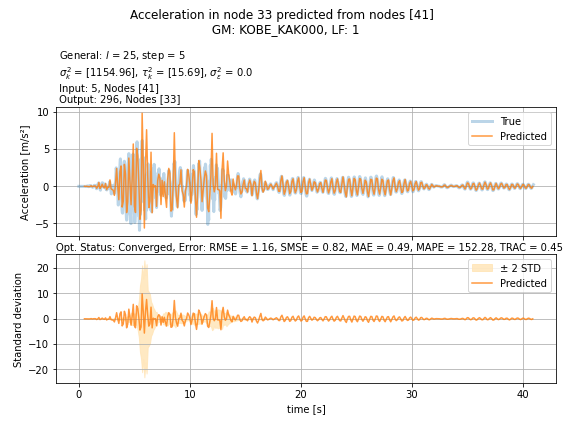 Acceleration in node 33 predicted from nodes [41]
GM: KOBE_KAK000, LF: 1
General: l = 25, step = 5
σ²ₖ = [1154.96], τ²ₖ = [15.69], σ²_ε = 0.0
Input: 5, Nodes [41]
Output: 296, Nodes [33]
Acceleration [m/s²]
10
5
0
−5
True
Predicted
Opt. Status: Converged, Error: RMSE = 1.16, SMSE = 0.82, MAE = 0.49, MAPE = 152.28, TRAC = 0.45
Standard deviation
20
10
0
−10
−20
± 2 STD
Predicted
0 10 20 30 40
time [s]